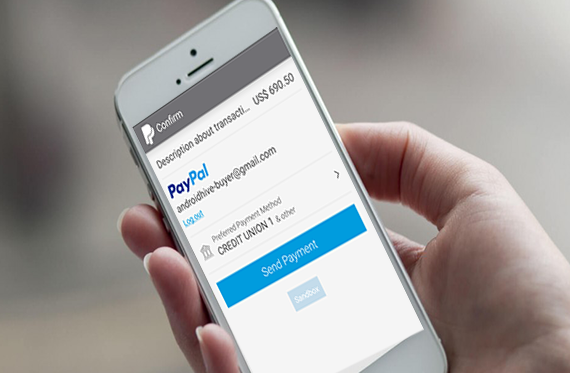 Confirm
Description about transacti... US$ 690.50
PayPal
androidhive-buyer@gmail.com
Log out
Preferred Payment Method
CREDIT UNION 1 & other
Send Payment
Sandbox